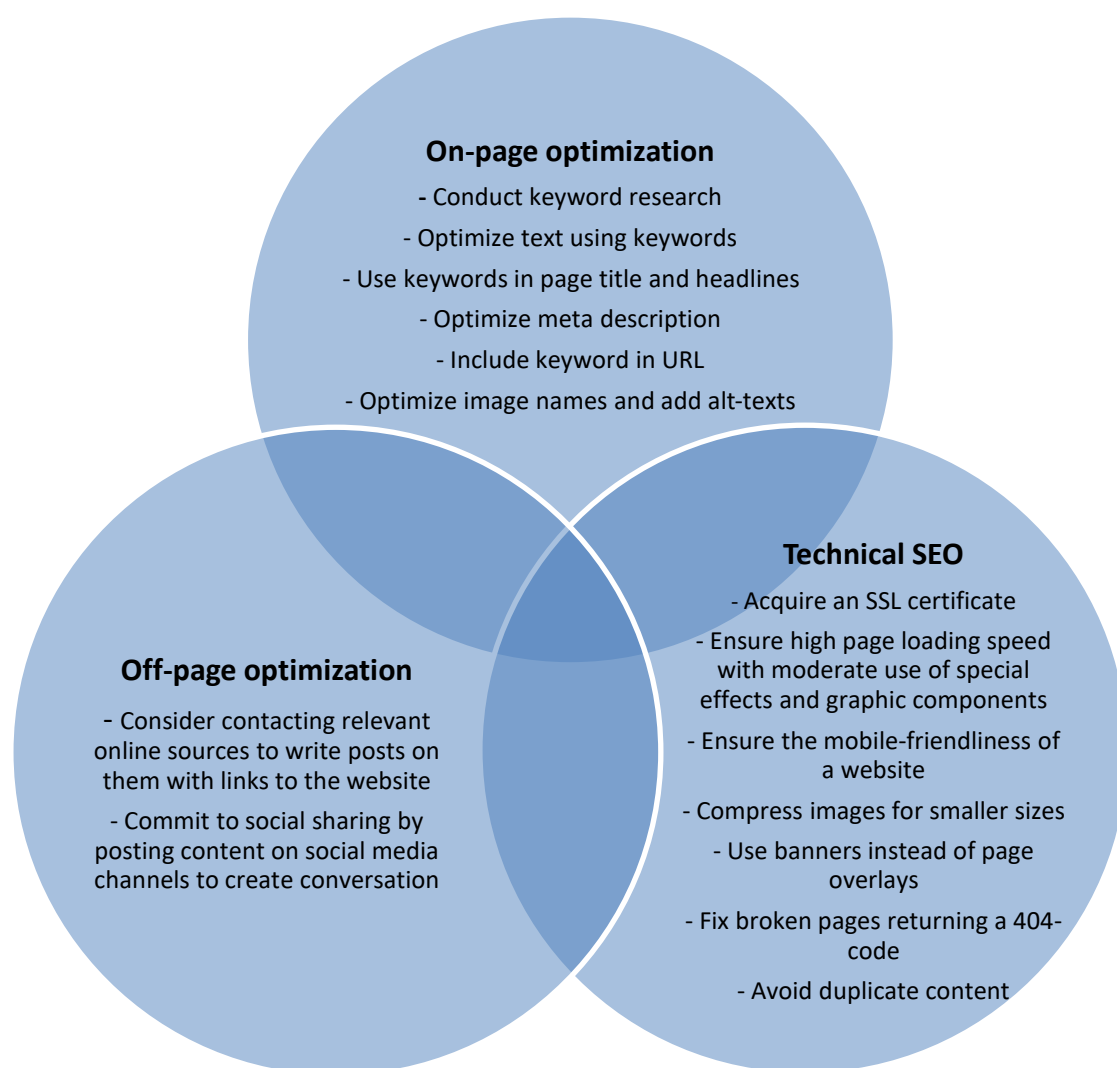 On-page optimization
- Conduct keyword research
- Optimize text using keywords
- Use keywords in page title and headlines
- Optimize meta description
- Include keyword in URL
- Optimize image names and add alt-texts
Off-page optimization
- Consider contacting relevant
online sources to write posts on
them with links to the website
- Commit to social sharing by
posting content on social media
channels to create conversation
Technical SEO
- Acquire an SSL certificate
- Ensure high page loading speed
with moderate use of special
effects and graphic components
- Ensure the mobile-friendliness of
a website
- Compress images for smaller sizes
- Use banners instead of page
overlays
- Fix broken pages returning a 404-
code
- Avoid duplicate content